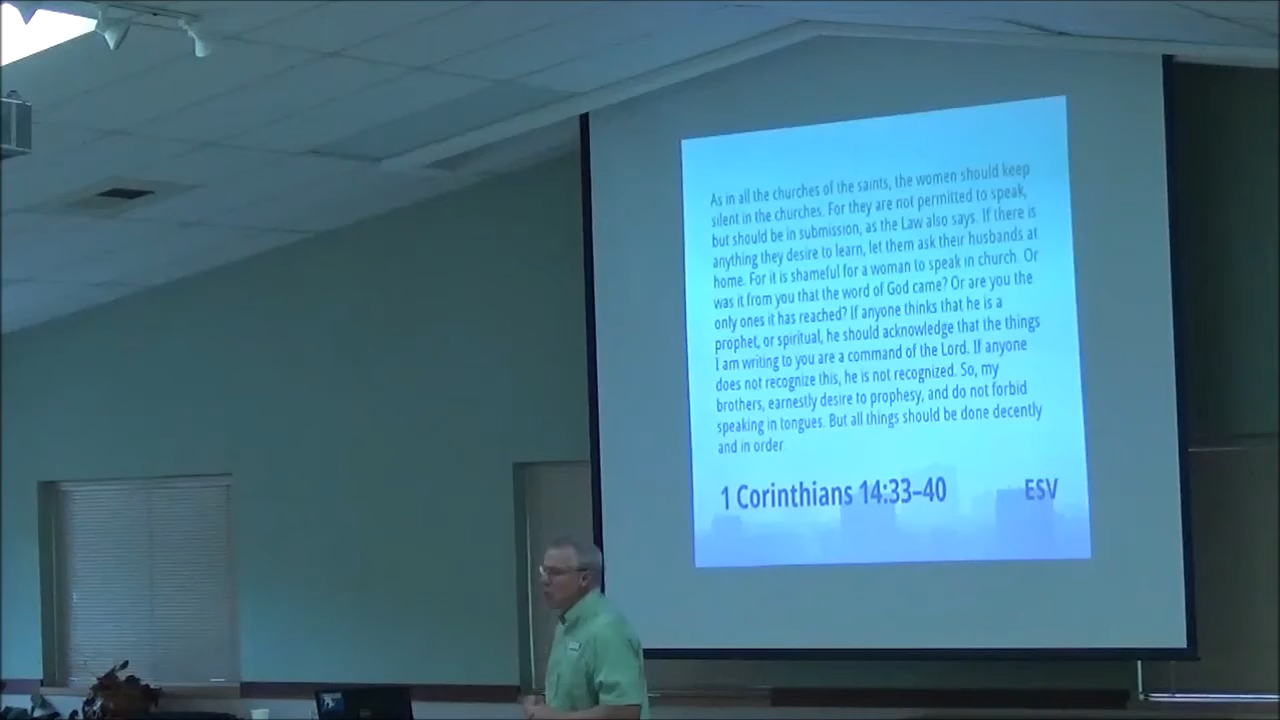 As in all the churches of the saints, the women should keep
silent in the churches. For they are not permitted to speak,
but should be in submission, as the Law also says. If there is
anything they desire to learn, let them ask their husbands at
home. For it is shameful for a woman to speak in church. Or
was it from you that the word of God came? Or are you the
only ones it has reached? If anyone thinks that he is a
prophet, or spiritual, he should acknowledge that the things
I am writing to you are a command of the Lord. If anyone
does not recognize this, he is not recognized. So, my
brothers, earnestly desire to prophesy, and do not forbid
speaking in tongues. But all things should be done decently
and in order.
1 Corinthians 14:33–40 ESV